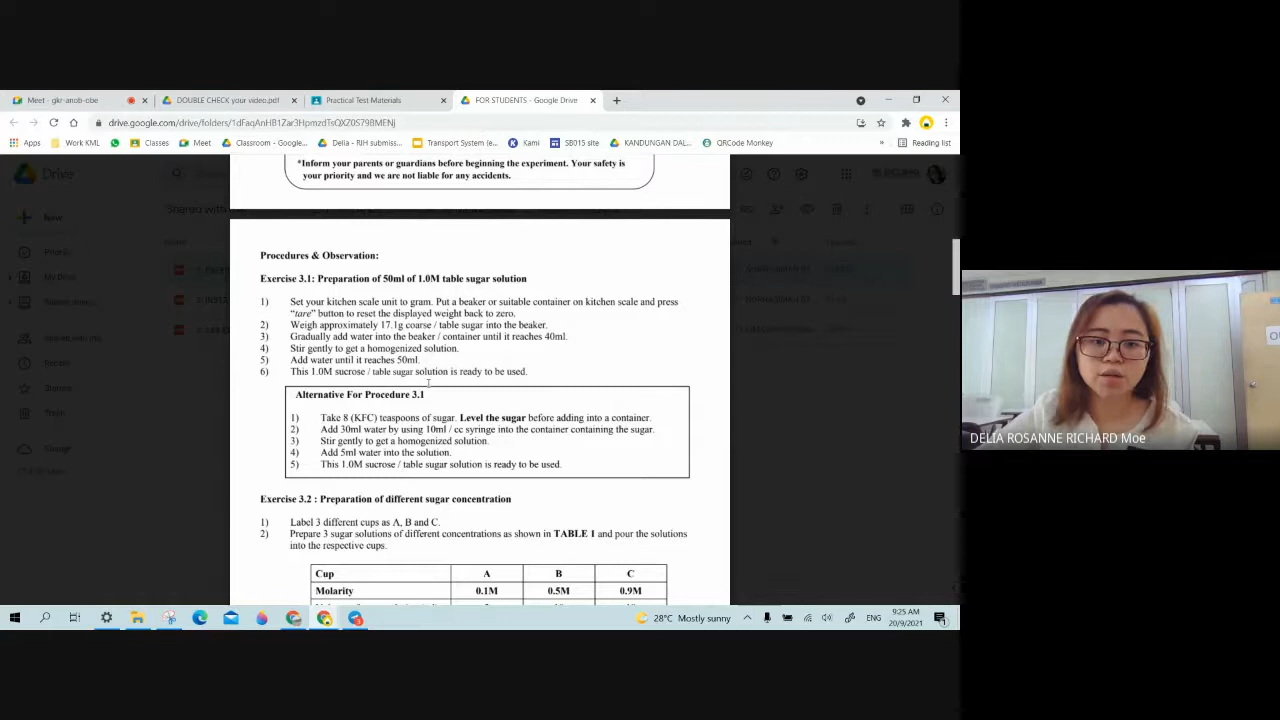 Meet - gkr-anob-obe
DOUBLE CHECK your video.pdf
Practical Test Materials
FOR STUDENTS - Google Drive
drive.google.com/drive/folders/1dFaqAnHB1Zar3HpmzdTsQXZ0S798MENj
Apps
Work KML
Classes
Meet
Classroom - Google...
Delia - RIH submiss...
Transport System (e...
Kami
SB015 site
KANDUNGAN DAL...
QRCode Monkey
»
Reading list
Drive
New
*Inform your parents or guardians before beginning the experiment. Your safety is
your priority and we are not liable for any accidents.
Procedures & Observation:
Exercise 3.1: Preparation of 50ml of 1.0M table sugar solution
1) Set your kitchen scale unit to gram. Put a beaker or suitable container on kitchen scale and press
"tare" button to reset the displayed weight back to zero.
2) Weigh approximately 17.1g coarse / table sugar into the beaker.
3) Gradually add water into the beaker / container until it reaches 40ml.
4) Stir gently to get a homogenized solution.
5) Add water until it reaches 50ml.
6) This 1.0M sucrose / table sugar solution is ready to be used.
Alternative For Procedure 3.1
1) Take 8 (KFC) teaspoons of sugar. Level the sugar before adding into a container.
2) Add 30ml water by using 10ml / cc syringe into the container containing the sugar.
3) Stir gently to get a homogenized solution.
4) Add 5ml water into the solution.
5) This 1.0M sucrose / table sugar solution is ready to be used.
Exercise 3.2 : Preparation of different sugar concentration
1) Label 3 different cups as A, B and C.
2) Prepare 3 sugar solutions of different concentrations as shown in TABLE 1 and pour the solutions
into the respective cups.
Cup A B C
Molarity 0.1M 0.5M 0.9M
28°C Mostly sunny
ENG
9:25 AM
20/9/2021
DELIA ROSANNE RICHARD Moe